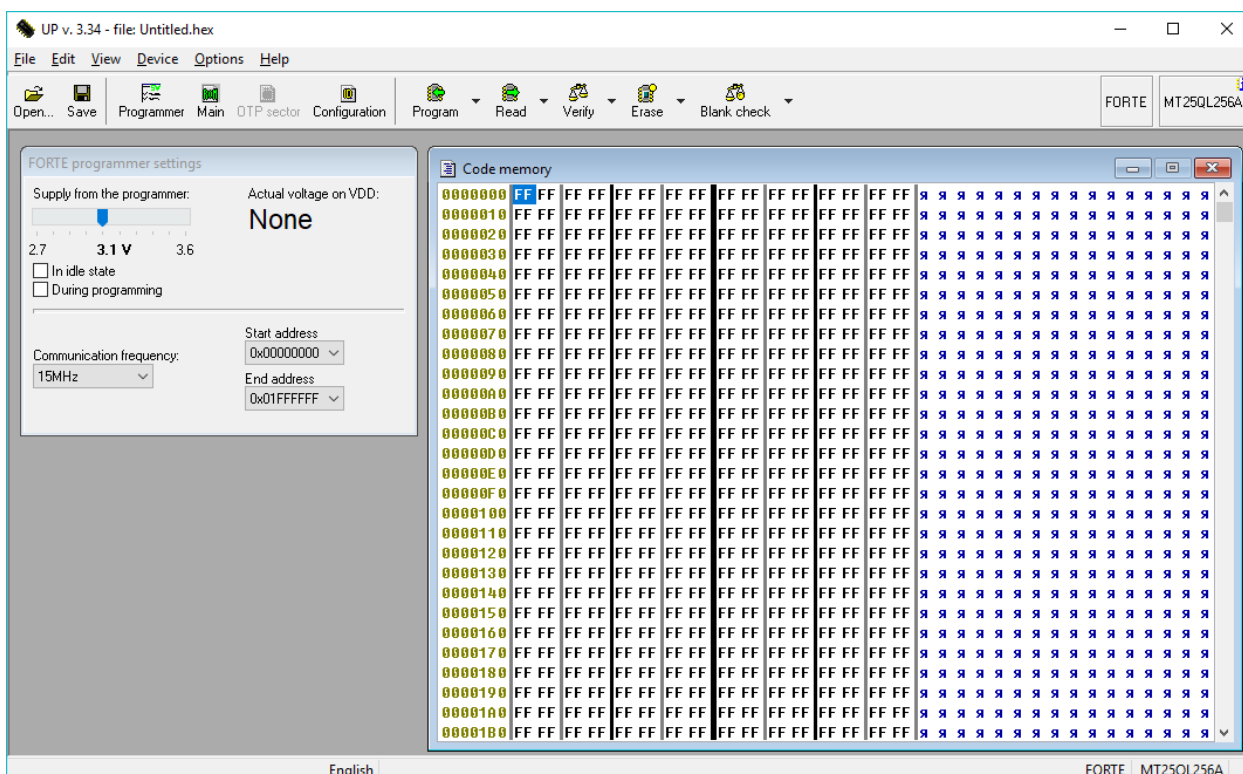 UP v. 3.34 - file: Untitled.hex
File Edit View Device Options Help
Open... Save Programmer Main OTP sector Configuration Program Read Verify Erase Blank check FORTE MT25QL256A
FORTE programmer settings
Supply from the programmer:
Actual voltage on VDD:
None
2.7 3.1 V 3.6
In idle state
During programming
Communication frequency:
15MHz
Start address
0x00000000
End address
0x01FFFFFF
Code memory
0000000 FF FF FF FF FF FF FF FF FF FF FF FF FF FF FF FF я я я я я я я я я я я я я я я я
0000010 FF FF FF FF FF FF FF FF FF FF FF FF FF FF FF FF я я я я я я я я я я я я я я я я
0000020 FF FF FF FF FF FF FF FF FF FF FF FF FF FF FF FF я я я я я я я я я я я я я я я я
0000030 FF FF FF FF FF FF FF FF FF FF FF FF FF FF FF FF я я я я я я я я я я я я я я я я
0000040 FF FF FF FF FF FF FF FF FF FF FF FF FF FF FF FF я я я я я я я я я я я я я я я я
0000050 FF FF FF FF FF FF FF FF FF FF FF FF FF FF FF FF я я я я я я я я я я я я я я я я
0000060 FF FF FF FF FF FF FF FF FF FF FF FF FF FF FF FF я я я я я я я я я я я я я я я я
0000070 FF FF FF FF FF FF FF FF FF FF FF FF FF FF FF FF я я я я я я я я я я я я я я я я
0000080 FF FF FF FF FF FF FF FF FF FF FF FF FF FF FF FF я я я я я я я я я я я я я я я я
0000090 FF FF FF FF FF FF FF FF FF FF FF FF FF FF FF FF я я я я я я я я я я я я я я я я
00000A0 FF FF FF FF FF FF FF FF FF FF FF FF FF FF FF FF я я я я я я я я я я я я я я я я
00000B0 FF FF FF FF FF FF FF FF FF FF FF FF FF FF FF FF я я я я я я я я я я я я я я я я
00000C0 FF FF FF FF FF FF FF FF FF FF FF FF FF FF FF FF я я я я я я я я я я я я я я я я
00000D0 FF FF FF FF FF FF FF FF FF FF FF FF FF FF FF FF я я я я я я я я я я я я я я я я
00000E0 FF FF FF FF FF FF FF FF FF FF FF FF FF FF FF FF я я я я я я я я я я я я я я я я
00000F0 FF FF FF FF FF FF FF FF FF FF FF FF FF FF FF FF я я я я я я я я я я я я я я я я
0000100 FF FF FF FF FF FF FF FF FF FF FF FF FF FF FF FF я я я я я я я я я я я я я я я я
0000110 FF FF FF FF FF FF FF FF FF FF FF FF FF FF FF FF я я я я я я я я я я я я я я я я
0000120 FF FF FF FF FF FF FF FF FF FF FF FF FF FF FF FF я я я я я я я я я я я я я я я я
0000130 FF FF FF FF FF FF FF FF FF FF FF FF FF FF FF FF я я я я я я я я я я я я я я я я
0000140 FF FF FF FF FF FF FF FF FF FF FF FF FF FF FF FF я я я я я я я я я я я я я я я я
0000150 FF FF FF FF FF FF FF FF FF FF FF FF FF FF FF FF я я я я я я я я я я я я я я я я
0000160 FF FF FF FF FF FF FF FF FF FF FF FF FF FF FF FF я я я я я я я я я я я я я я я я
0000170 FF FF FF FF FF FF FF FF FF FF FF FF FF FF FF FF я я я я я я я я я я я я я я я я
0000180 FF FF FF FF FF FF FF FF FF FF FF FF FF FF FF FF я я я я я я я я я я я я я я я я
0000190 FF FF FF FF FF FF FF FF FF FF FF FF FF FF FF FF я я я я я я я я я я я я я я я я
00001A0 FF FF FF FF FF FF FF FF FF FF FF FF FF FF FF FF я я я я я я я я я я я я я я я я
00001B0 FF FF FF FF FF FF FF FF FF FF FF FF FF FF FF FF я я я я я я я я я я я я я я я я
English FORTE MT25QL256A